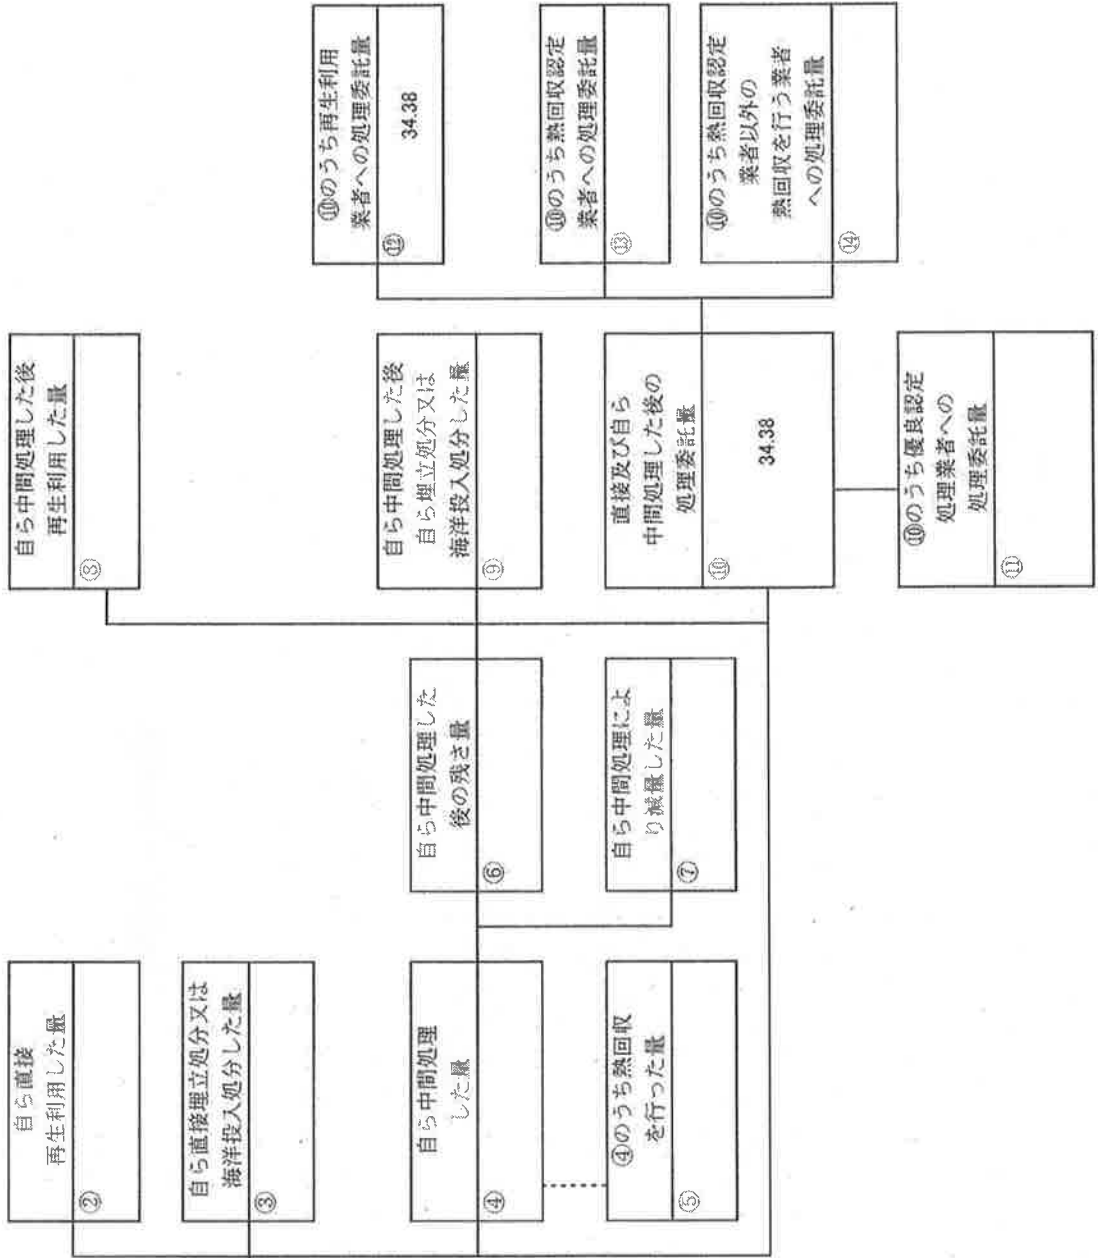 自ら直接
再生利用した量
②
自ら直接埋立処分又は
海洋投入処分した量
③
自ら中間処理
した量
④
④のうち熱回収
を行った量
⑤
自ら中間処理した
後の残さ量
⑥
自ら中間処理によ
り減量した量
⑦
自ら中間処理した後
再生利用した量
⑧
自ら中間処理した後
自ら埋立処分又は
海洋投入処分した量
⑨
直接及び自ら
中間処理した後の
処理委託量
⑩
34.38
⑩のうち優良認定
処理業者への
処理委託量
⑪
⑩のうち再生利用
業者への処理委託量
⑫
34.38
⑩のうち熱回収認定
業者への処理委託量
⑬
⑩のうち熱回収認定
業者以外の
熱回収を行う業者
への処理委託量
⑭